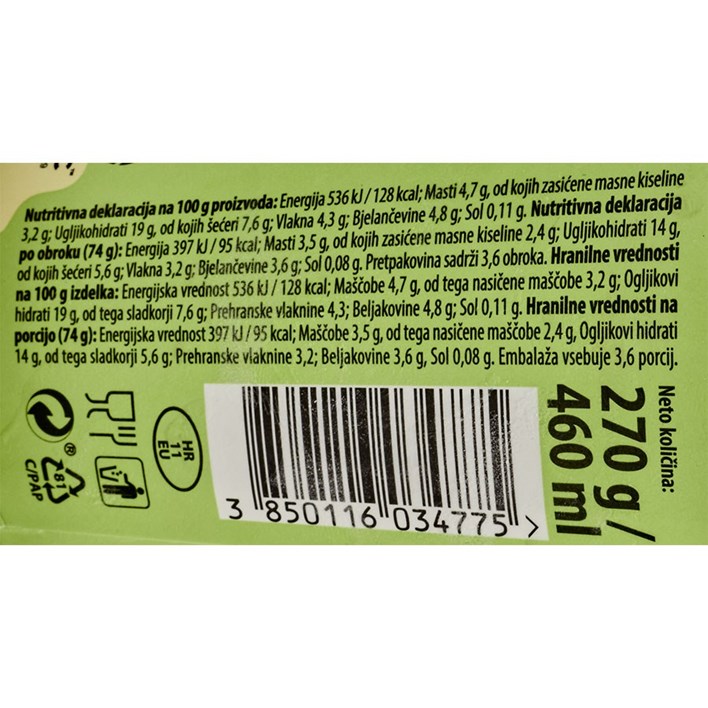 Nutritivna deklaracija na 100 g proizvoda: Energija 536 kJ / 128 kcal; Masti 4,7 g, od kojih zasićene masne kiseline
3,2 g; Ugljikohidrati 19 g, od kojih šećeri 7,6 g; Vlakna 4,3 g; Bjelančevine 4,8 g; Sol 0,11 g. Nutritivna deklaracija
po obroku (74 g): Energija 397 kJ / 95 kcal; Masti 3,5 g, od kojih zasićene masne kiseline 2,4 g; Ugljikohidrati 14 g,
od kojih šećeri 5,6 g; Vlakna 3,2 g; Bjelančevine 3,6 g; Sol 0,08 g. Pretpakovina sadrži 3,6 obroka. Hranilne vrednosti
na 100 g izdelka: Energijska vrednost 536 kJ / 128 kcal; Maščobe 4,7 g, od tega nasičene maščobe 3,2 g; Ogljikovi
hidrati 19 g, od tega sladkorji 7,6 g; Prehranske vlaknine 4,3; Beljakovine 4,8 g; Sol 0,11 g. Hranilne vrednosti na
porcijo (74 g): Energijska vrednost 397 kJ / 95 kcal; Maščobe 3,5 g, od tega nasičene maščobe 2,4 g, Ogljikovi hidrati
14 g, od tega sladkorji 5,6 g; Prehranske vlaknine 3,2; Beljakovine 3,6 g, Sol 0,08 g. Embalaža vsebuje 3,6 porcij.
®
81
C/PAP
HR
11
EU
3 850116 034775 >
Neto količina:
270 g /
460 ml